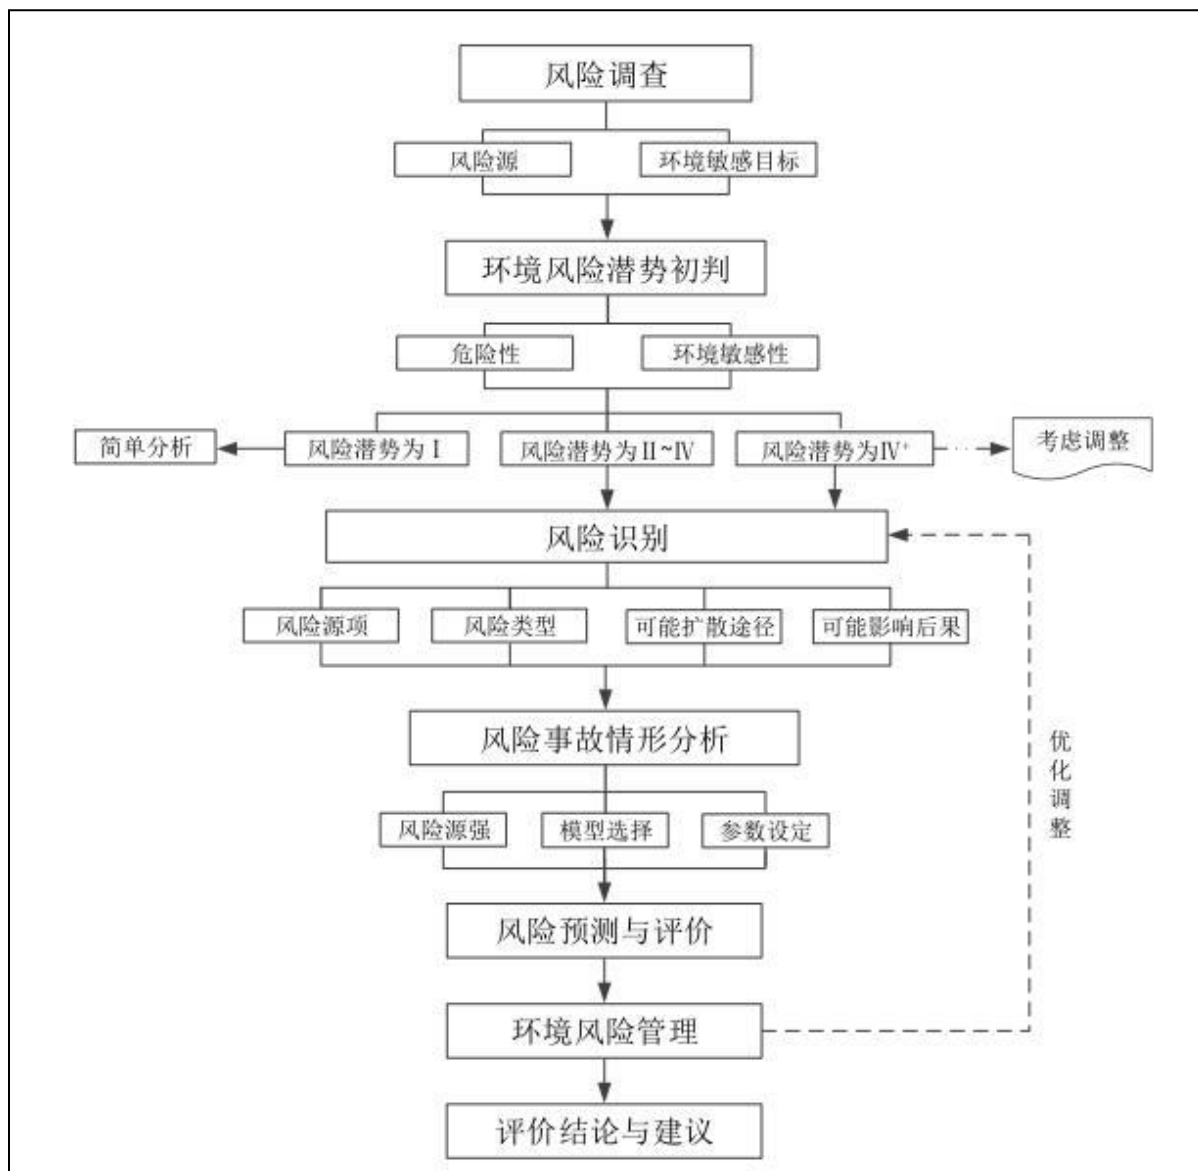 风险调查
风险源
环境敏感目标
环境风险潜势初判
危险性
环境敏感性
简单分析
风险潜势为Ⅰ
风险潜势为Ⅱ~Ⅳ
风险潜势为Ⅳ⁺
考虑调整
风险识别
风险源项
风险类型
可能扩散途径
可能影响后果
风险事故情形分析
优化调整
风险源强
模型选择
参数设定
风险预测与评价
环境风险管理
评价结论与建议